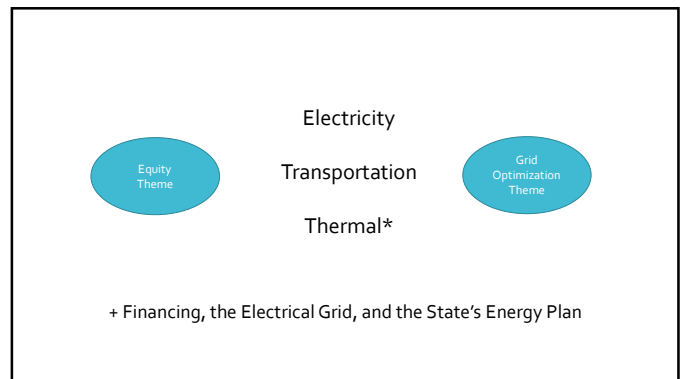 Electricity
Equity
Theme
Transportation
Grid
Optimization
Theme
Thermal*
+ Financing, the Electrical Grid, and the State’s Energy Plan